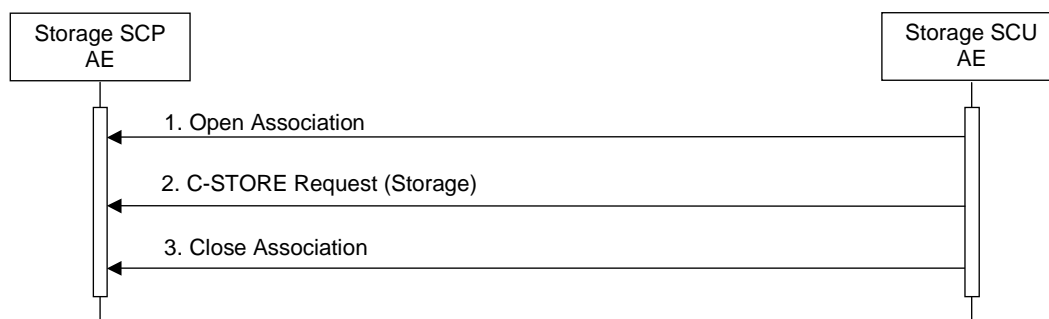 Storage SCP
AE
Storage SCU
AE
1. Open Association
2. C-STORE Request (Storage)
3. Close Association